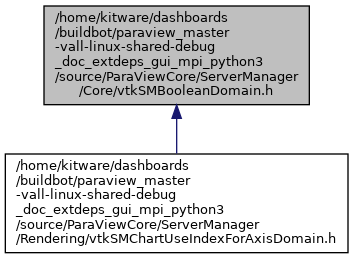 /home/kitware/dashboards
/buildbot/paraview_master
-vall-linux-shared-debug
_doc_extdeps_gui_mpi_python3
/source/ParaViewCore/ServerManager
/Core/vtkSMBooleanDomain.h
/home/kitware/dashboards
/buildbot/paraview_master
-vall-linux-shared-debug
_doc_extdeps_gui_mpi_python3
/source/ParaViewCore/ServerManager
/Rendering/vtkSMChartUseIndexForAxisDomain.h